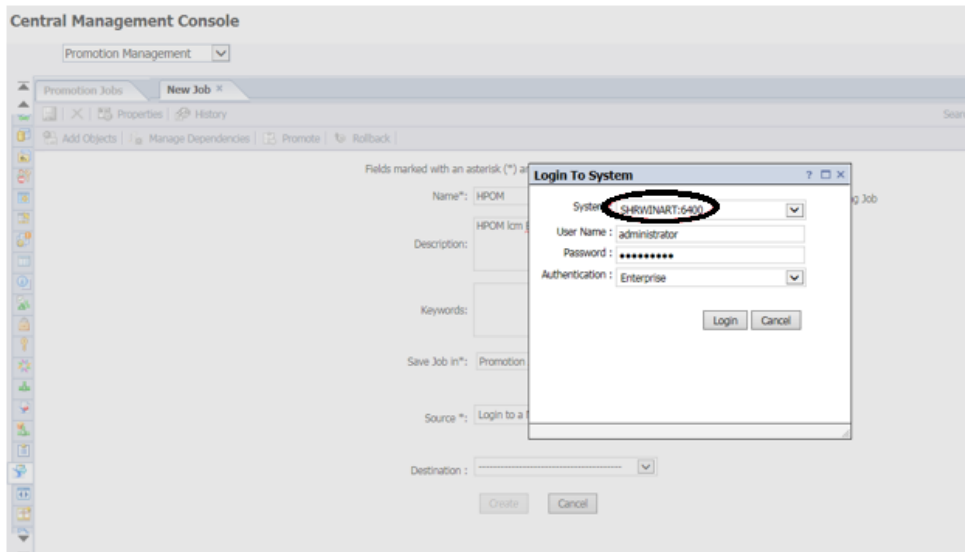 Central Management Console
Promotion Management
Promotion Jobs New Job ×
Properties History Sear
Add Objects Manage Dependencies Promote Rollback
Fields marked with an asterisk (*) ar
Name*: HPOM
HPOM lcm
Description:
Keywords:
Save Job in*: Promotion
Source *: Login to a
Destination :
Create Cancel
Login To System ? ×
System SHRWINART:6400
User Name : administrator
Password : •••••••••
Authentication : Enterprise
Login Cancel
g Job